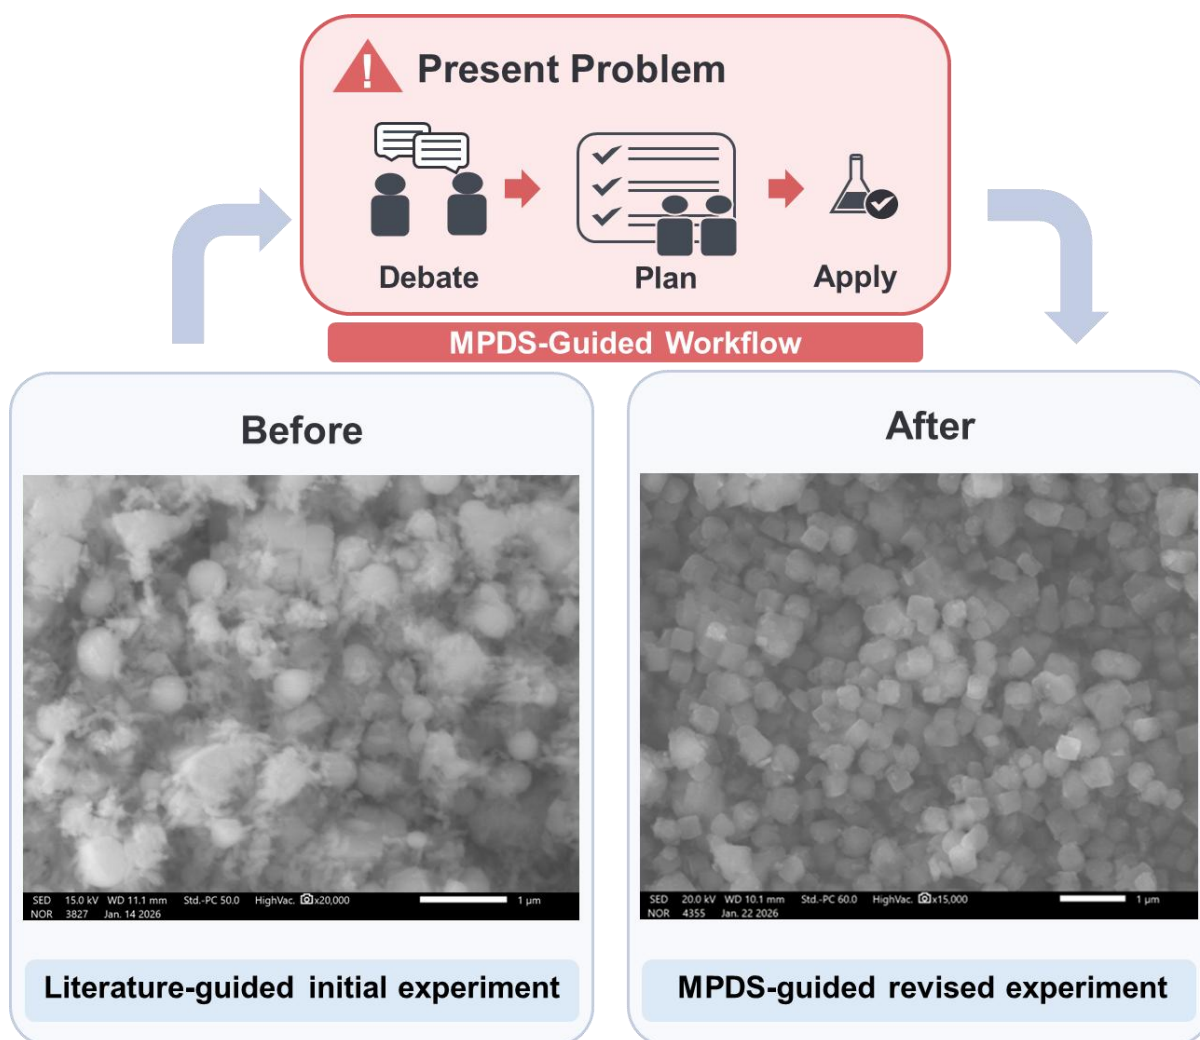 !
Present Problem
Debate
Plan
Apply
MPDS-Guided Workflow
Before
SED 15.0 kV WD 11.1 mm Std.-PC 50.0 HighVac. x20,000 1 µm
NOR 3827 Jan. 14 2026
Literature-guided initial experiment
After
SED 20.0 kV WD 10.1 mm Std.-PC 60.0 HighVac. x15,000 1 µm
NOR 4355 Jan. 22 2026
MPDS-guided revised experiment